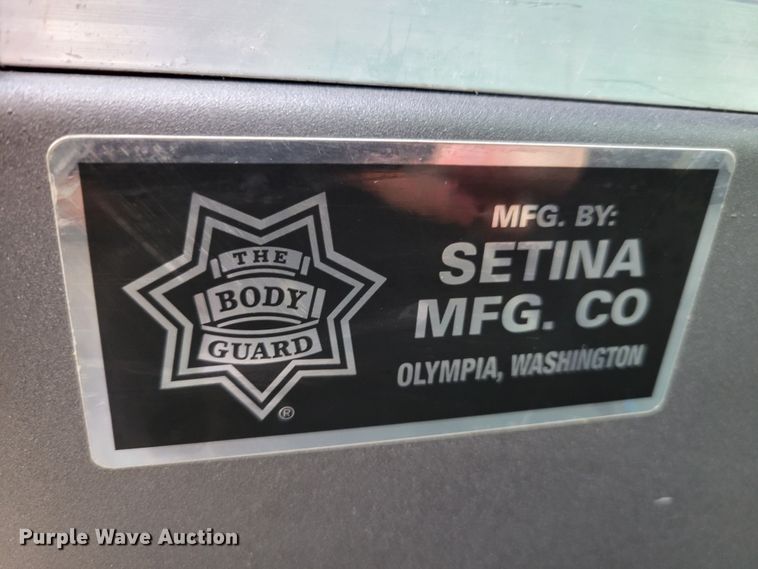 THE
BODY
GUARD
®
MFG. BY:
SETINA
MFG. CO
OLYMPIA, WASHINGTON
Purple Wave Auction